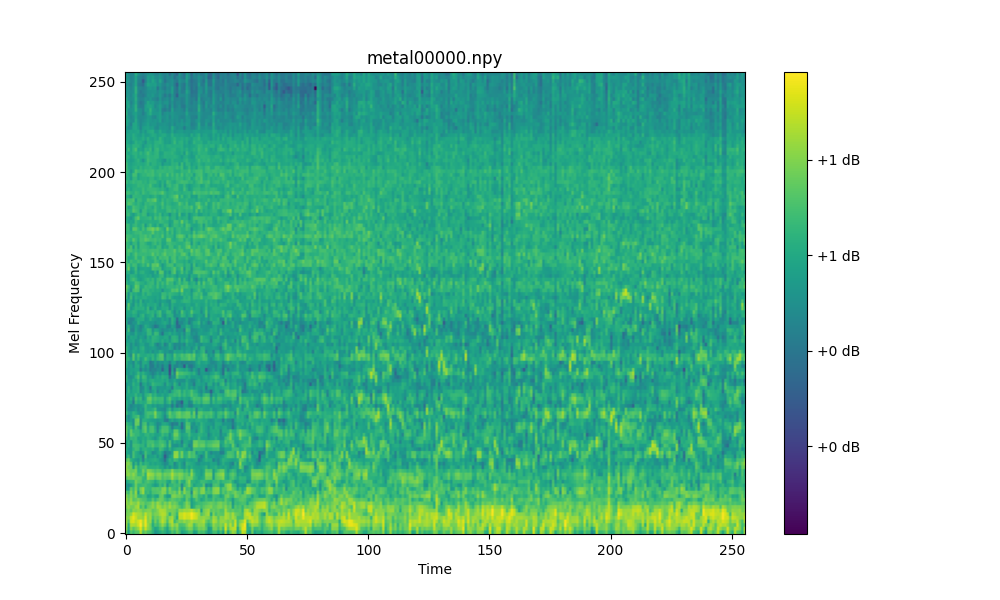 metal00000.npy
250
200
150
100
50
0
Mel Frequency
0 50 100 150 200 250
Time
+1 dB
+1 dB
+0 dB
+0 dB